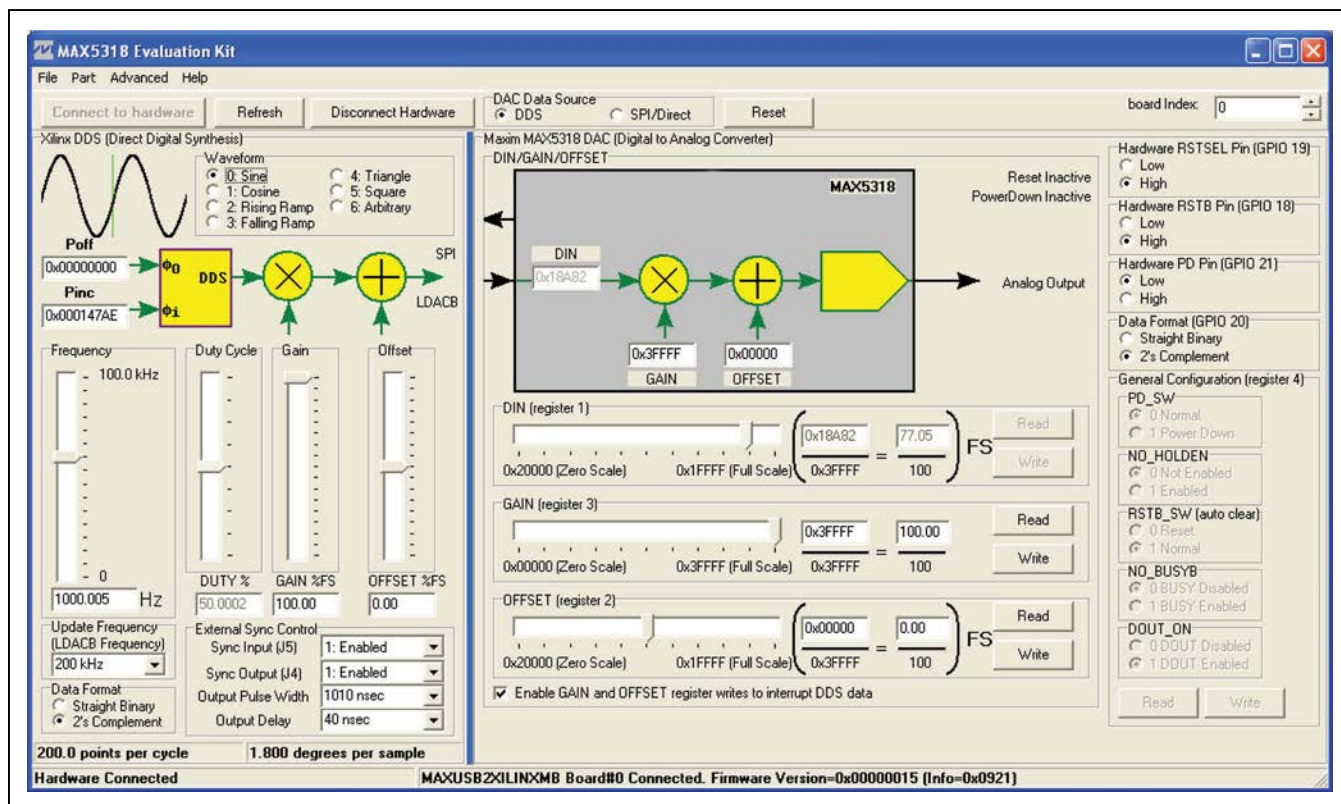 MAX5318 Evaluation Kit
File Part Advanced Help
Connect to hardware
Refresh
Disconnect Hardware
DAC Data Source
DDS
SPI/Direct
Reset
board Index:
0
Xilinx DDS (Direct Digital Synthesis)
Waveform
0: Sine
1: Cosine
2: Rising Ramp
3: Falling Ramp
4: Triangle
5: Square
6: Arbitrary
Poff
0x00000000
Pinc
0x000147AE
ϕ0
ϕi
DDS
SPI
LDACB
Frequency
100.0 kHz
0
1000.005 Hz
Duty Cycle
DUTY %
50.0002
Gain
GAIN %FS
100.00
Offset
OFFSET %FS
0.00
Update Frequency
(LDACB Frequency)
200 kHz
Data Format
Straight Binary
2's Complement
External Sync Control
Sync Input (J5) 1: Enabled
Sync Output (J4) 1: Enabled
Output Pulse Width 1010 nsec
Output Delay 40 nsec
200.0 points per cycle
1.800 degrees per sample
Maxim MAX5318 DAC (Digital to Analog Converter)
DIN/GAIN/OFFSET
MAX5318
Reset Inactive
PowerDown Inactive
DIN
0x18A82
Analog Output
0x3FFFF
GAIN
0x00000
OFFSET
DIN (register 1)
0x20000 (Zero Scale)
0x1FFFF (Full Scale)
0x18A82
0x3FFFF
=
77.05
100
FS
Read
Write
GAIN (register 3)
0x00000 (Zero Scale)
0x3FFFF (Full Scale)
0x3FFFF
0x3FFFF
=
100.00
100
Read
Write
OFFSET (register 2)
0x20000 (Zero Scale)
0x1FFFF (Full Scale)
0x00000
0x3FFFF
=
0.00
100
FS
Read
Write
Enable GAIN and OFFSET register writes to interrupt DDS data
Hardware RSTSEL Pin (GPIO 19)
Low
High
Hardware RSTB Pin (GPIO 18)
Low
High
Hardware PD Pin (GPIO 21)
Low
High
Data Format (GPIO 20)
Straight Binary
2's Complement
General Configuration (register 4)
PD_SW
0 Normal
1 Power Down
NO_HOLDEN
0 Not Enabled
1 Enabled
RSTB_SW (auto clear)
0 Reset
1 Normal
NO_BUSYB
0 BUSY Disabled
1 BUSY Enabled
DOUT_ON
0 DOUT Disabled
1 DOUT Enabled
Read
Write
Hardware Connected
MAXUSB2XILINXMB Board#0 Connected. Firmware Version=0x00000015 (Info=0x0921)